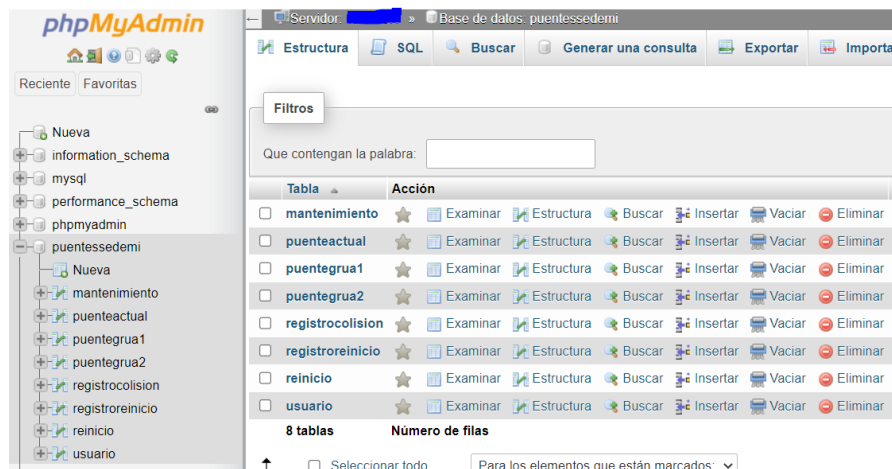 phpMyAdmin
Reciente Favoritas
Nueva
information_schema
mysql
performance_schema
phpmyadmin
puentessedemi
Nueva
mantenimiento
puenteactual
puentegrua1
puentegrua2
registrocolision
registroreinicio
reinicio
usuario
Servidor: » Base de datos: puentessedemi
Estructura SQL Buscar Generar una consulta Exportar Importa
Filtros
Que contengan la palabra:
Tabla Acción
mantenimiento Examinar Estructura Buscar Insertar Vaciar Eliminar
puenteactual Examinar Estructura Buscar Insertar Vaciar Eliminar
puentegrua1 Examinar Estructura Buscar Insertar Vaciar Eliminar
puentegrua2 Examinar Estructura Buscar Insertar Vaciar Eliminar
registrocolision Examinar Estructura Buscar Insertar Vaciar Eliminar
registroreinicio Examinar Estructura Buscar Insertar Vaciar Eliminar
reinicio Examinar Estructura Buscar Insertar Vaciar Eliminar
usuario Examinar Estructura Buscar Insertar Vaciar Eliminar
8 tablas Número de filas
Seleccionar todo Para los elementos que están marcados: